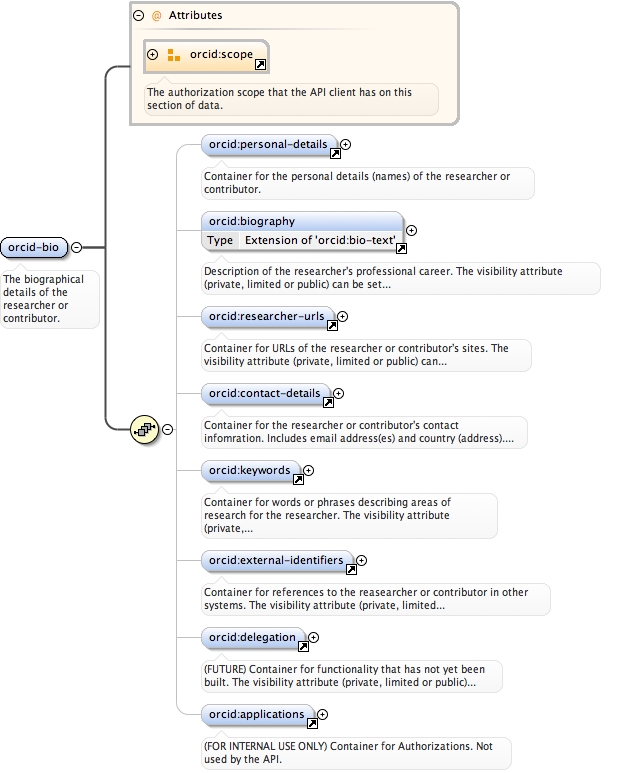 @ Attributes
orcid:scope
The authorization scope that the API client has on this
section of data.
orcid:personal-details
Container for the personal details (names) of the researcher or
contributor.
orcid:biography
Type Extension of 'orcid:bio-text'
Description of the researcher's professional career. The visibility attribute
(private, limited or public) can be set...
orcid-bio
The biographical
details of the
researcher or
contributor.
orcid:researcher-urls
Container for URLs of the researcher or contributor's sites. The
visibility attribute (private, limited or public) can...
orcid:contact-details
Container for the researcher or contributor's contact
infomration. Includes email address(es) and country (address)....
orcid:keywords
Container for words or phrases describing areas of
research for the researcher. The visibility attribute
(private,...
orcid:external-identifiers
Container for references to the reasearcher or contributor in other
systems. The visibility attribute (private, limited...
orcid:delegation
(FUTURE) Container for functionality that has not yet been
built. The visibility attribute (private, limited or public)...
orcid:applications
(FOR INTERNAL USE ONLY) Container for Authorizations. Not
used by the API.